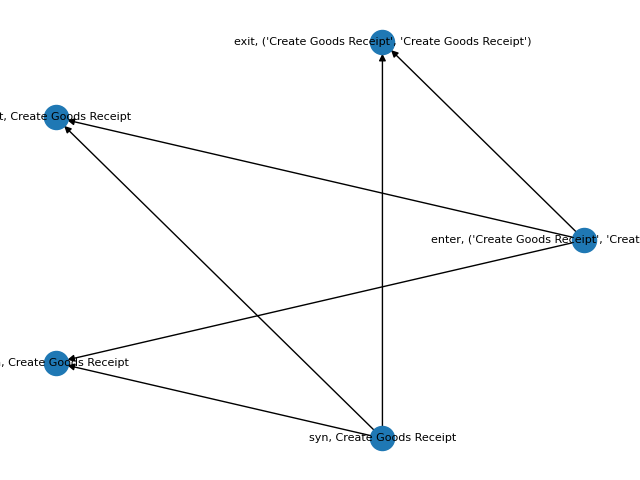 exit, ('Create Goods Receipt', 'Create Goods Receipt')
t, Create Goods Receipt
enter, ('Create Goods Receipt', 'Creat
, Create Goods Receipt
syn, Create Goods Receipt